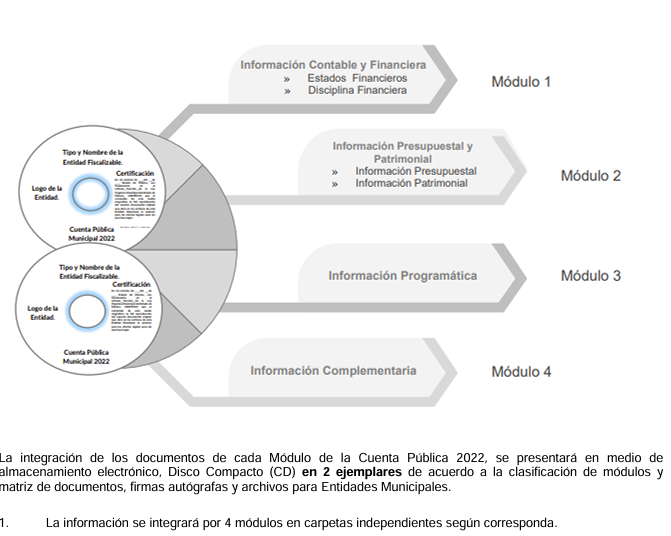 Información Contable y Financiera
» Estados Financieros
» Disciplina Financiera
Módulo 1
Información Presupuestal y
Patrimonial
» Información Presupuestal
» Información Patrimonial
Módulo 2
Información Programática
Módulo 3
Información Complementaria
Módulo 4
Tipo y Nombre de la
Entidad Fiscalizable.
Certificación
Logo de la
Entidad.
Cuenta Pública
Municipal 2022
Tipo y Nombre de la
Entidad Fiscalizable.
Certificación
Logo de la
Entidad.
Cuenta Pública
Municipal 2022
La integración de los documentos de cada Módulo de la Cuenta Pública 2022, se presentará en medio de
almacenamiento electrónico, Disco Compacto (CD) en 2 ejemplares de acuerdo a la clasificación de módulos y
matriz de documentos, firmas autógrafas y archivos para Entidades Municipales.
1. La información se integrará por 4 módulos en carpetas independientes según corresponda.